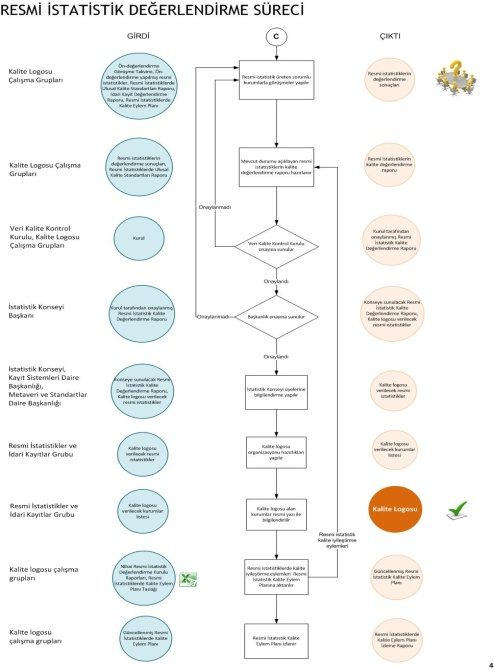 RESMİ İSTATİSTİK DEĞERLENDİRME SÜRECİ
GİRDİ
C
ÇIKTI
Kalite Logosu
Çalışma Grupları
Ön-değerlendirme
Görüşme Takvimi, Ön-
değerlendirme yapılmış resmi
istatistikler, Resmi İstatistiklerde
Ulusal Kalite Standartları Raporu,
İdari Kayıt Değerlendirme
Raporu, Resmi İstatistiklerde
Kalite Eylem Planı
Resmi istatistik üreten sorumlu
kurumlarla görüşmeler yapılır
Resmi istatistiklerin
değerlendirme
sonuçları
Kalite Logosu Çalışma
Grupları
Resmi istatistiklerin
değerlendirme sonuçları,
Resmi İstatistiklerde Ulusal
Kalite Standartları Raporu
Mevcut durumu açıklayan resmi
istatistiklerin kalite
değerlendirme raporu hazırlanır
Resmi istatistiklerin
kalite değerlendirme
raporu
Onaylanmadı
Veri Kalite Kontrol
Kurulu, Kalite Logosu
Çalışma Grupları
Kurul
Veri Kalite Kontrol Kurulu
onayına sunulur
Kurul tarafından
onaylanmış Resmi
İstatistik Kalite
Değerlendirme Raporu
Onaylandı
İstatistik Konseyi
Başkanı
Kurul tarafından onaylanmış
Resmi İstatistik Kalite
Değerlendirme Raporu
Onaylanmadı
Başkanlık onayına sunulur
Konseye sunulacak Resmi
İstatistik Kalite
Değerlendirme Raporu,
Kalite logosu verilecek
resmi istatistikler
Onaylandı
İstatistik Konseyi,
Kayıt Sistemleri Daire
Başkanlığı,
Metaveri ve Standartlar
Daire Başkanlığı
Konseye sunulacak Resmi
İstatistik Kalite
Değerlendirme Raporu,
Kalite logosu verilecek
resmi istatistikler
İstatistik Konseyi üyelerine
bilgilendirme yapılır
Kalite logosu
verilecek resmi
istatistikler
Resmi İstatistikler ve
İdari Kayıtlar Grubu
Kalite logosu
verilecek resmi
istatistikler
Kalite logosu
organizasyonu hazırlıkları
yapılır
Kalite logosu
verilecek kurumlar
listesi
Resmi İstatistikler ve
İdari Kayıtlar Grubu
Kalite logosu
verilecek kurumlar
listesi
Kalite logosu alan
kurumlar resmi yazı ile
bilgilendirilir
Kalite Logosu
Resmi istatistik
kalite iyileştirme
eylemleri
Kalite logosu çalışma
grupları
Nihai Resmi İstatistik
Değerlendirme Kurulu
Raporları, Resmi
İstatistiklerde Kalite Eylem
Planı Taslağı
Resmi istatistiklerde kalite
iyileştirme eylemleri Resmi
İstatistik Kalite Eylem
Planına aktarılır
Güncellenmiş Resmi
İstatistik Kalite Eylem
Planı
Kalite logosu
çalışma grupları
Güncellenmiş Resmi
İstatistik Kalite Eylem
Planı
Resmi İstatistik Kalite
Eylem Planı izlenir
Resmi İstatistiklerde
Kalite Eylem Planı
İzleme Raporu
4